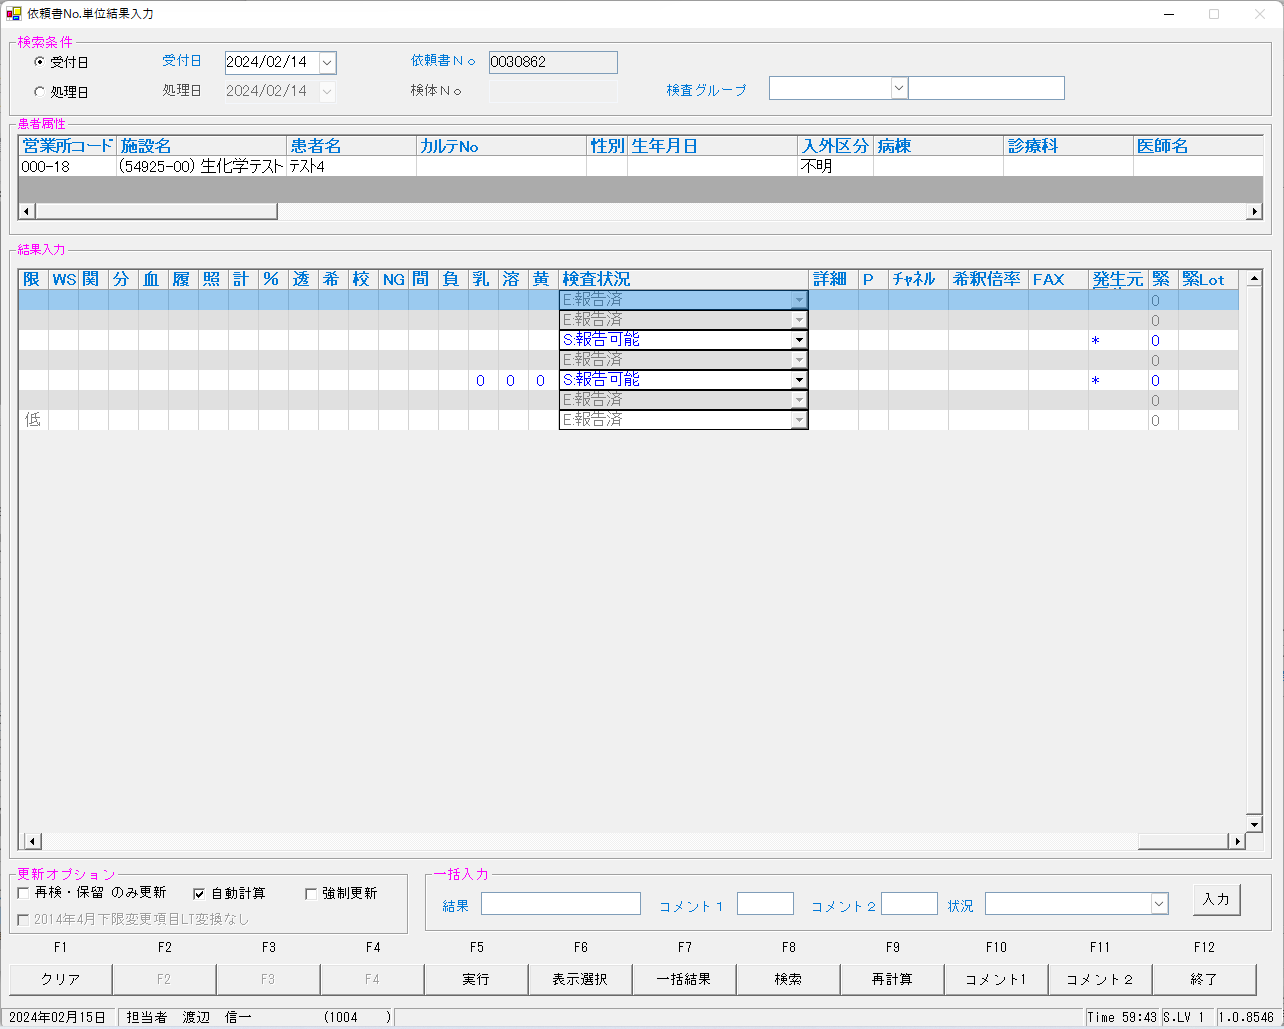 依頼書No.単位結果入力
検索条件
受付日 受付日 2024/02/14 依頼書No 0030862
処理日 処理日 2024/02/14 検体No 検査グループ
患者属性
営業所コード 施設名 患者名 カルテNo 性別 生年月日 入外区分 病棟 診療科 医師名
000-18 (54925-00) 生化学テスト テスト4 不明
結果入力
限 WS 関 分 血 履 照 計 % 透 希 校 NG 間 負 乳 溶 黄 検査状況 詳細 P チャネル 希釈倍率 FAX 発生元 緊 緊Lot
E:報告済 0
E:報告済 0
S:報告可能 * 0
E:報告済 0
0 0 0 S:報告可能 * 0
E:報告済 0
低 E:報告済 0
更新オプション
再検・保留 のみ更新 自動計算 強制更新
2014年4月下限変更項目LT変換なし
一括入力
結果 コメント1 コメント2 状況 入力
F1 F2 F3 F4 F5 F6 F7 F8 F9 F10 F11 F12
クリア F2 F3 F4 実行 表示選択 一括結果 検索 再計算 コメント1 コメント2 終了
2024年02月15日 担当者 渡辺 信一 (1004 ) Time 59:43 S.LV 1 1.0.8546